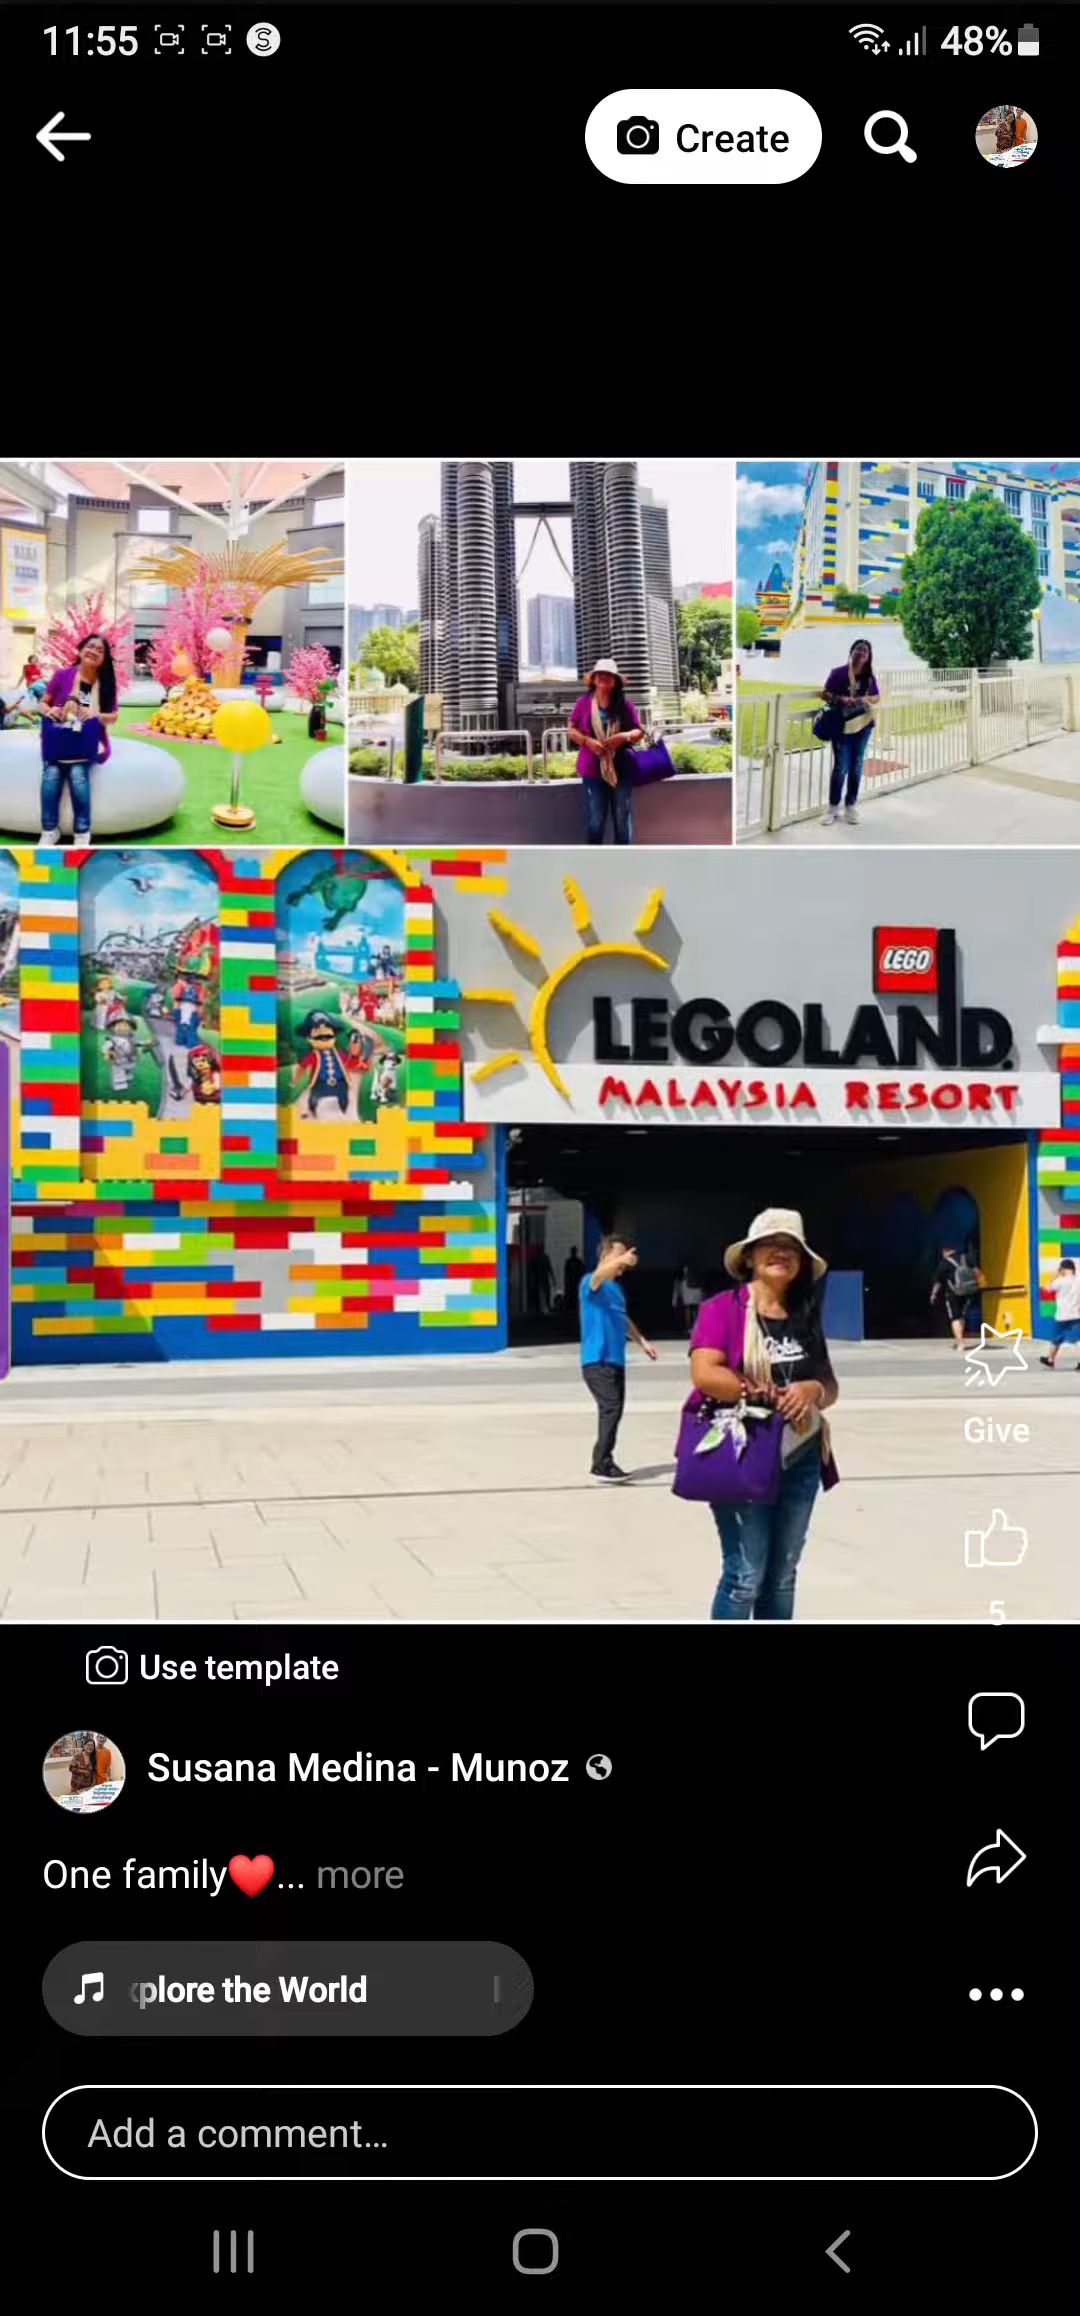 11:55
48%
Create
LEGO
LEGOLAND
MALAYSIA RESORT
Give
5
Use template
Susana Medina - Munoz
One family❤️... more
plore the World
Add a comment...